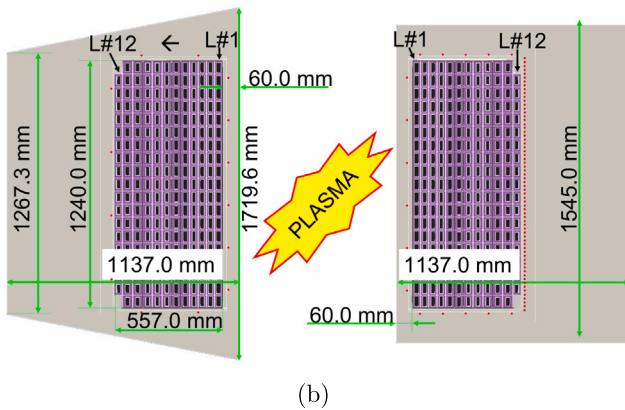 L#12 ← L#1
60.0 mm
1267.3 mm
1240.0 mm
1719.6 mm
1137.0 mm
557.0 mm
PLASMA
L#1
L#12
1545.0 mm
1137.0 mm
60.0 mm
(b)